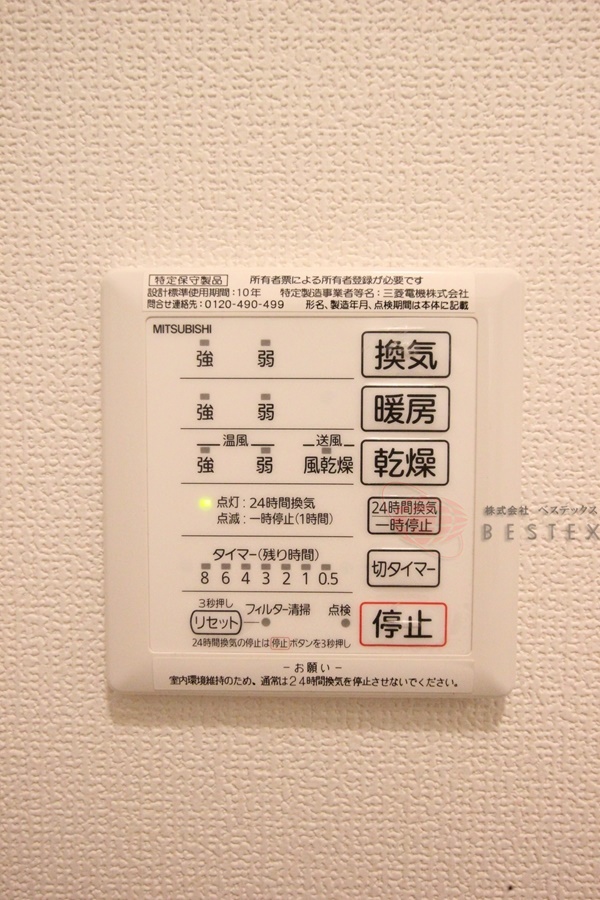 特定保守製品 所有者票による所有者登録が必要です
設計標準使用期間：10年 特定製造事業者等名：三菱電機株式会社
問合せ連絡先：0120-490-499 形名、製造年月、点検期間は本体に記載
MITSUBISHI
強 弱 換気
強 弱 暖房
温風 送風
強 弱 風乾燥 乾燥
点灯：24時間換気
点滅：一時停止(1時間)
24時間換気
一時停止
株式会社 ベステックス
BESTEX
タイマー(残り時間)
8 6 4 3 2 1 0.5
切タイマー
3秒押し
リセット フィルター清掃 点検
停止
24時間換気の停止は停止ボタンを3秒押し
－お願い－
室内環境維持のため、通常は24時間換気を停止させないでください。